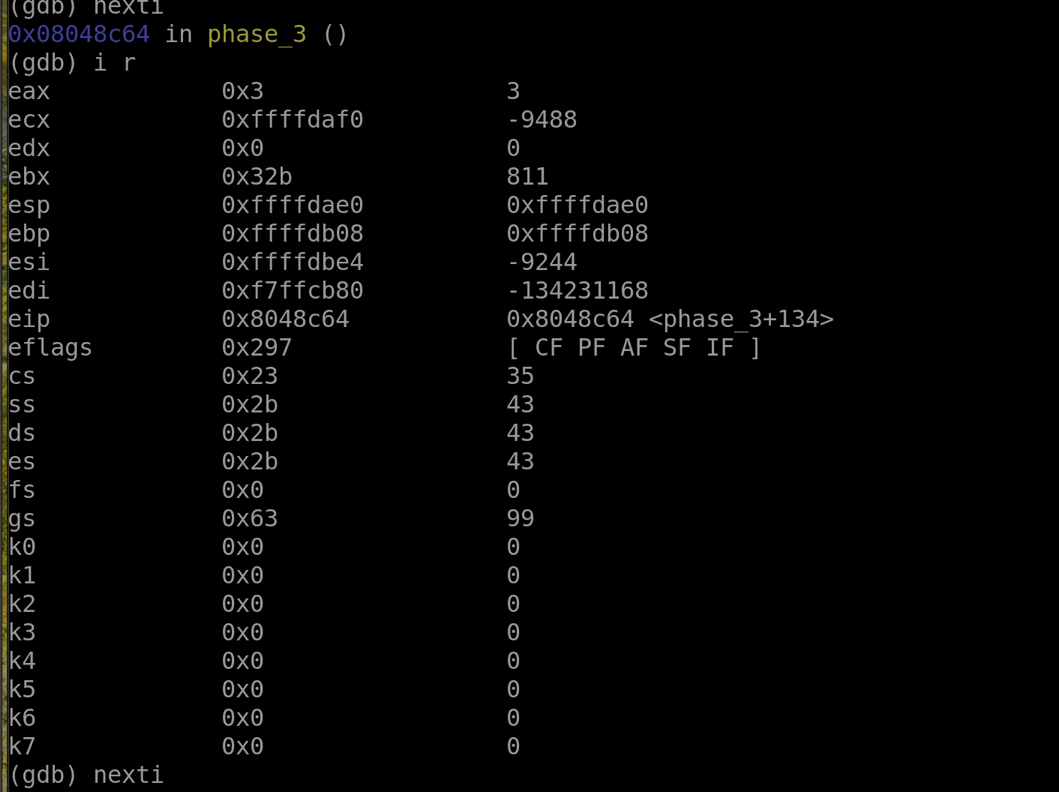 (gdb) nexti
0x08048c64 in phase_3 ()
(gdb) i r
eax 0x3 3
ecx 0xffffdaf0 -9488
edx 0x0 0
ebx 0x32b 811
esp 0xffffdae0 0xffffdae0
ebp 0xffffdb08 0xffffdb08
esi 0xffffdbe4 -9244
edi 0xf7ffcb80 -134231168
eip 0x8048c64 0x8048c64 <phase_3+134>
eflags 0x297 [ CF PF AF SF IF ]
cs 0x23 35
ss 0x2b 43
ds 0x2b 43
es 0x2b 43
fs 0x0 0
gs 0x63 99
k0 0x0 0
k1 0x0 0
k2 0x0 0
k3 0x0 0
k4 0x0 0
k5 0x0 0
k6 0x0 0
k7 0x0 0
(gdb) nexti